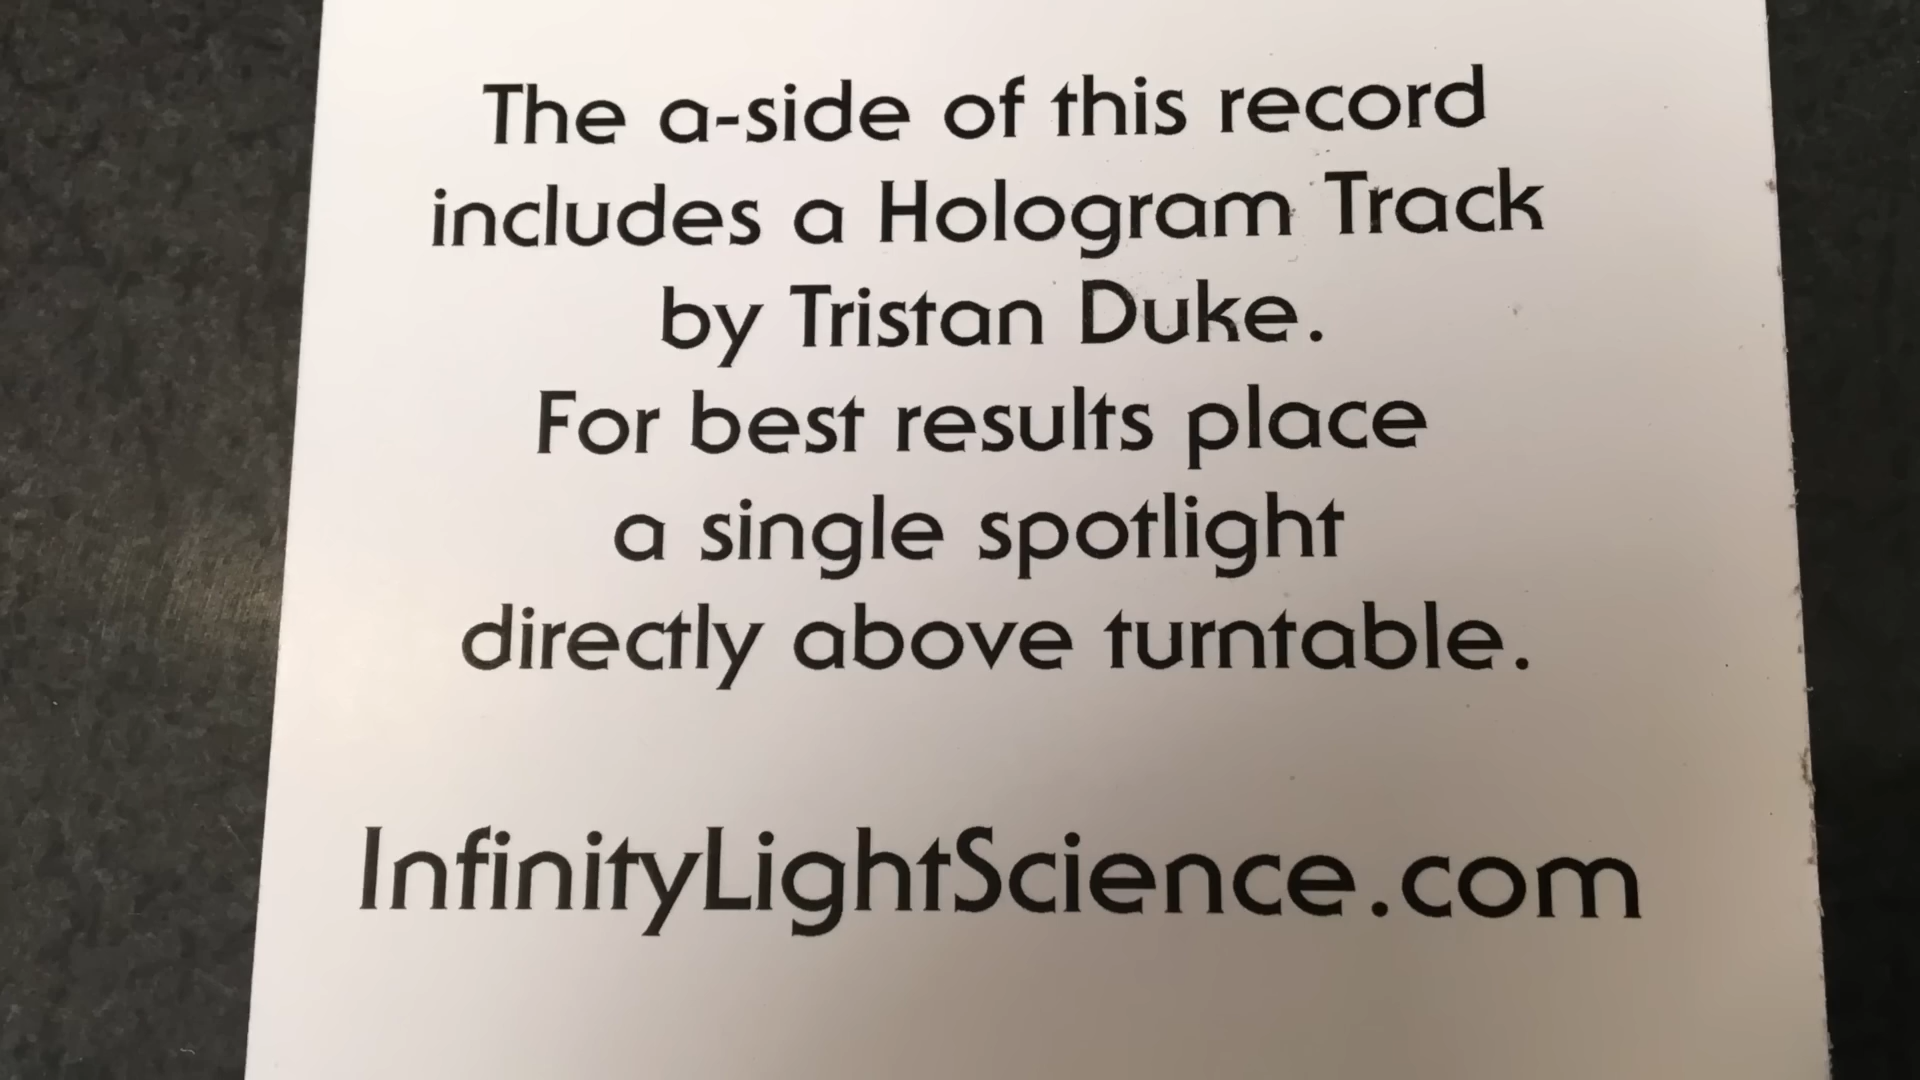 The a-side of this record
includes a Hologram Track
by Tristan Duke.
For best results place
a single spotlight
directly above turntable.
InfinityLightScience.com